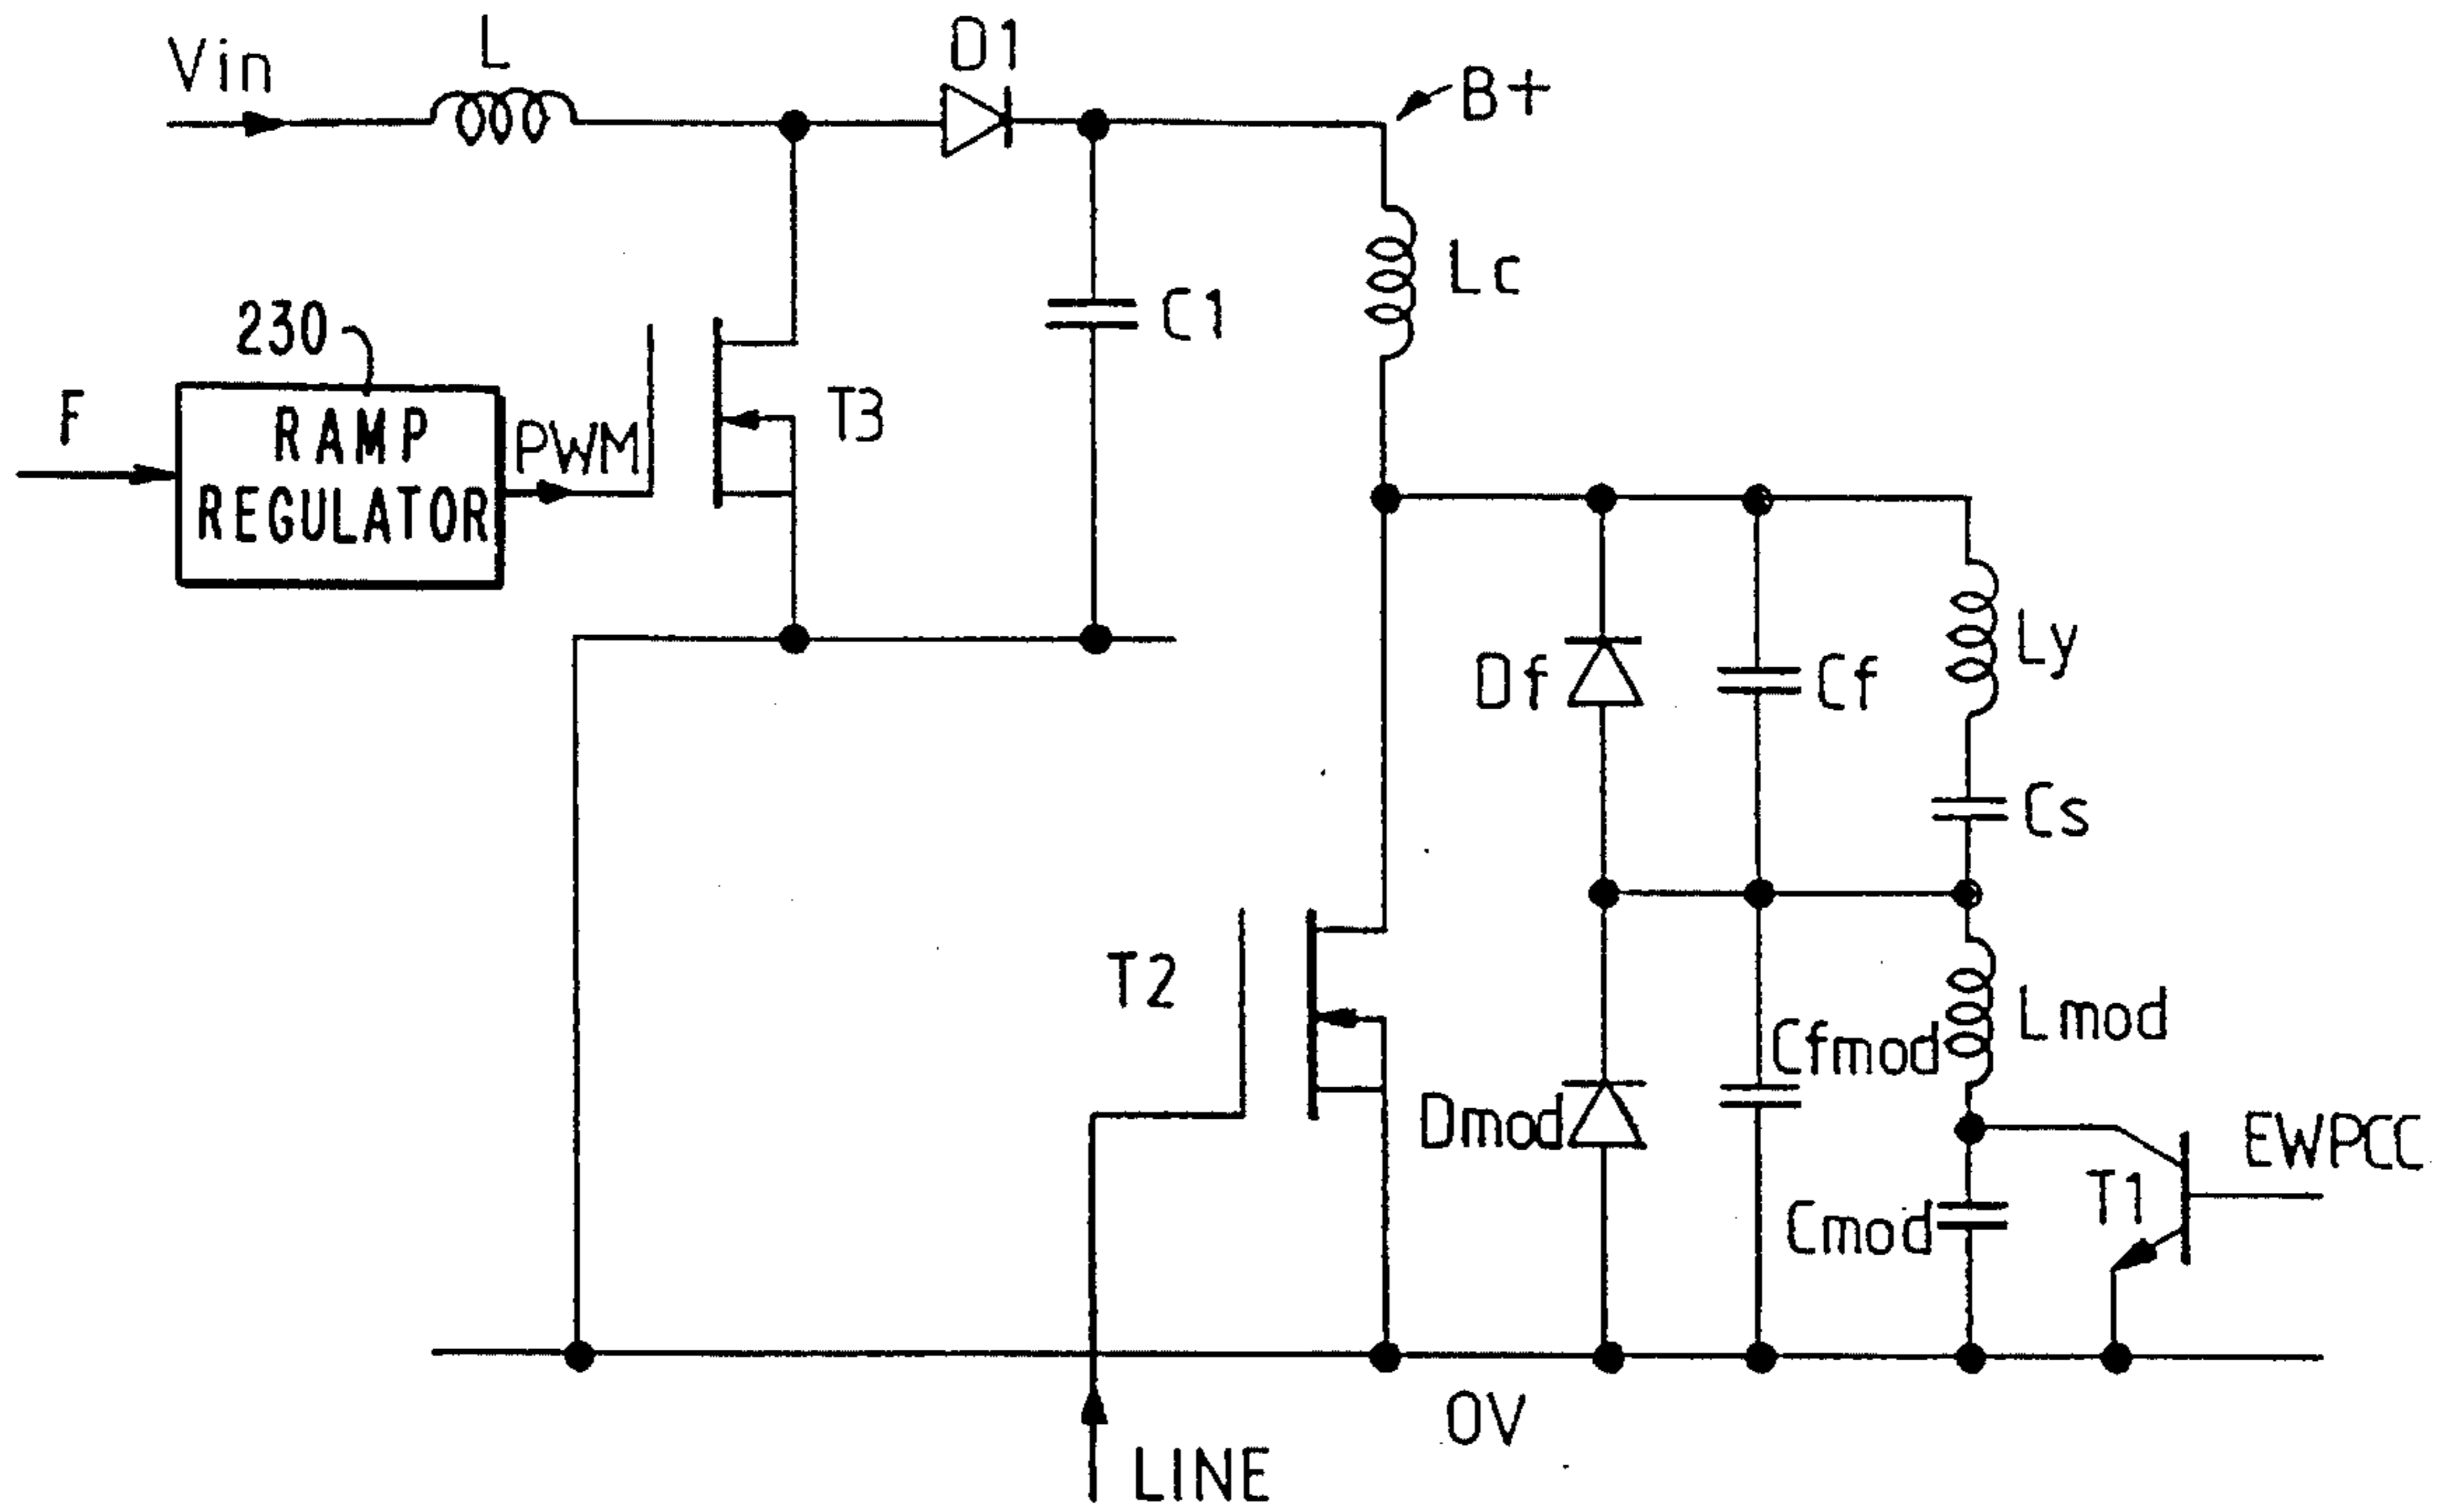 Vin
L
D1
B+
Lc
C1
230
F
RAMP
REGULATOR
PWM
T3
Df
Cf
Ly
Cs
T2
Cfmod
Lmod
Dmod
EWPCC
T1
Cmod
0V
LINE